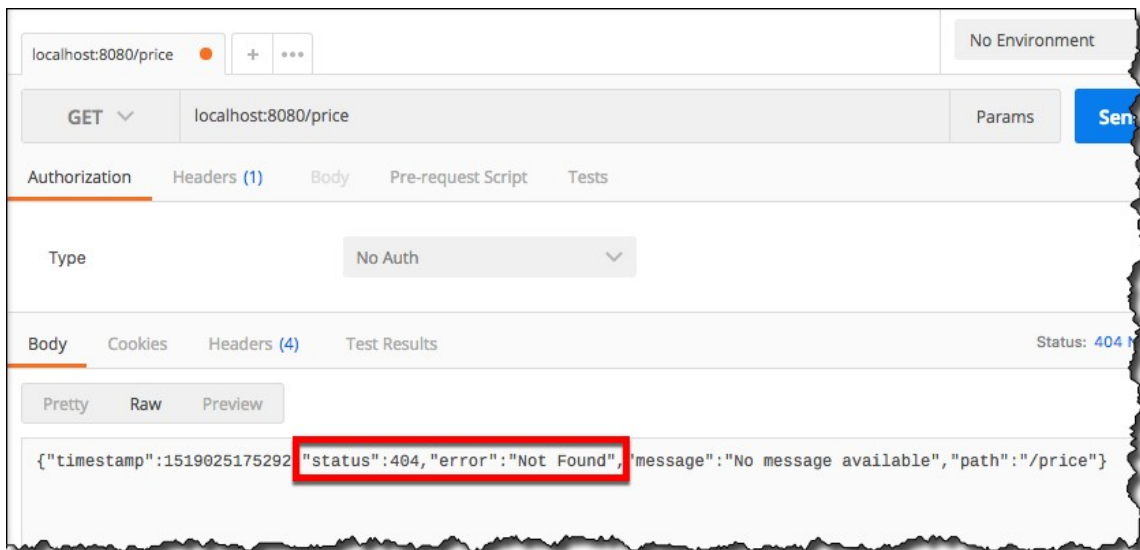 localhost:8080/price + ••• No Environment
GET localhost:8080/price Params
Authorization Headers (1) Body Pre-request Script Tests
Type No Auth
Body Cookies Headers (4) Test Results Status: 404
Pretty Raw Preview
{"timestamp":1519025175292,"status":404,"error":"Not Found","message":"No message available","path":"/price"}